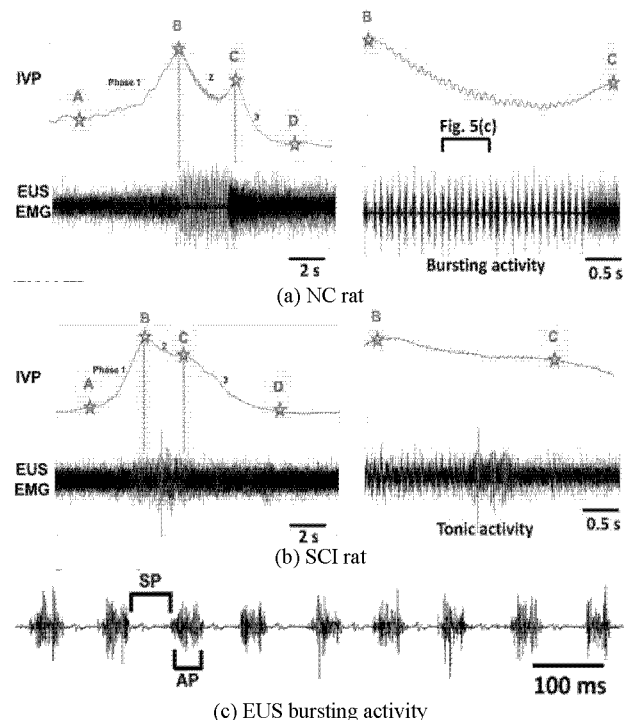 B
B
C
2
Phase 1
C
IVP
A
3
D
Fig. 5(c)
EUS
EMG
2 s
Bursting activity
0.5 s
(a) NC rat
B
B
C
2
Phase 1
C
IVP
A
3
D
EUS
EMG
2 s
Tonic activity
0.5 s
(b) SCI rat
SP
AP
100 ms
(c) EUS bursting activity